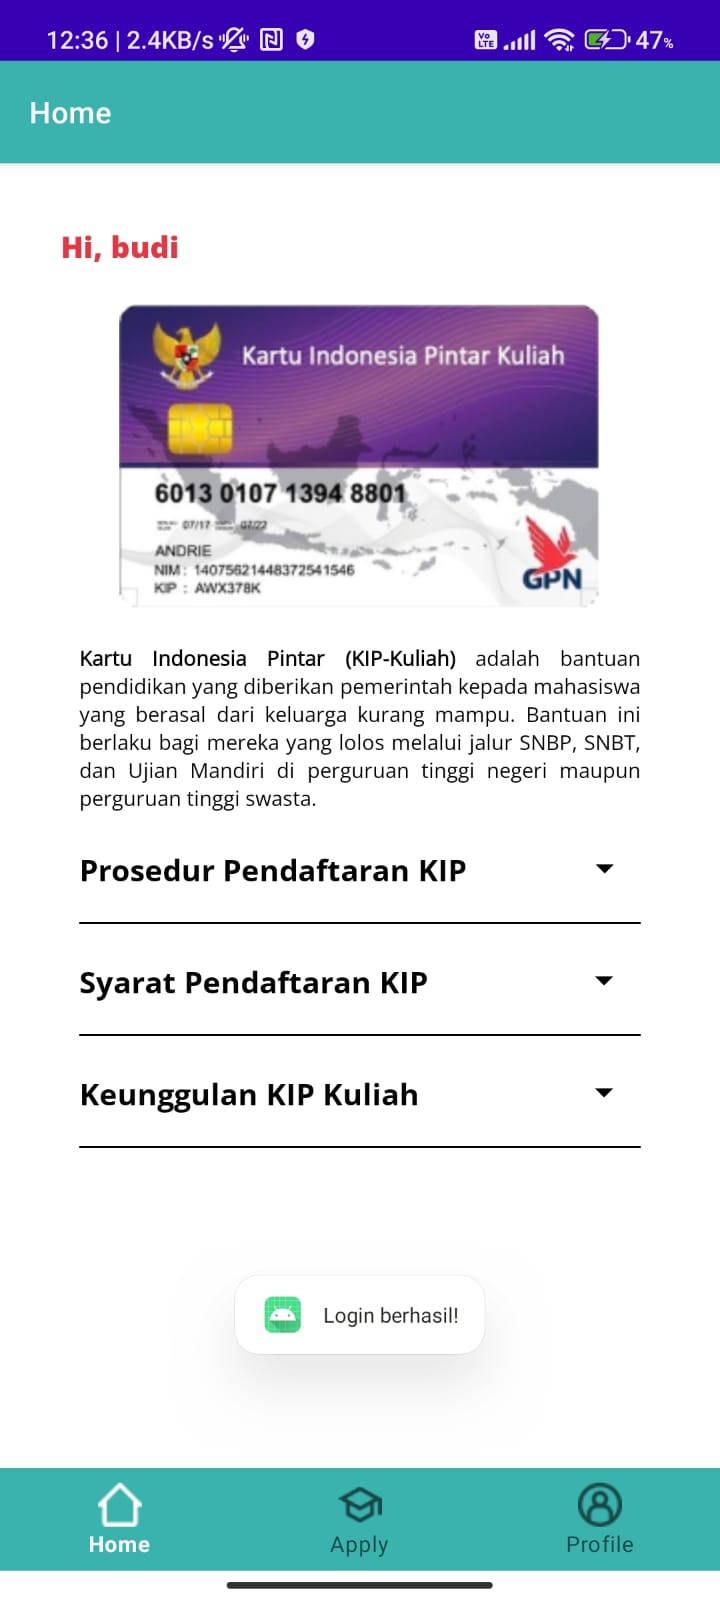 12:36 | 2.4KB/s Vo LTE 47%
Home
Hi, budi
Kartu Indonesia Pintar Kuliah
6013 0107 1394 8801
07/17 07/22
ANDRIE
NIM : 14075621448372541546
KIP : AWX378K
GPN
Kartu Indonesia Pintar (KIP-Kuliah) adalah bantuan
pendidikan yang diberikan pemerintah kepada mahasiswa
yang berasal dari keluarga kurang mampu. Bantuan ini
berlaku bagi mereka yang lolos melalui jalur SNBP, SNBT,
dan Ujian Mandiri di perguruan tinggi negeri maupun
perguruan tinggi swasta.
Prosedur Pendaftaran KIP
Syarat Pendaftaran KIP
Keunggulan KIP Kuliah
Login berhasil!
Home Apply Profile